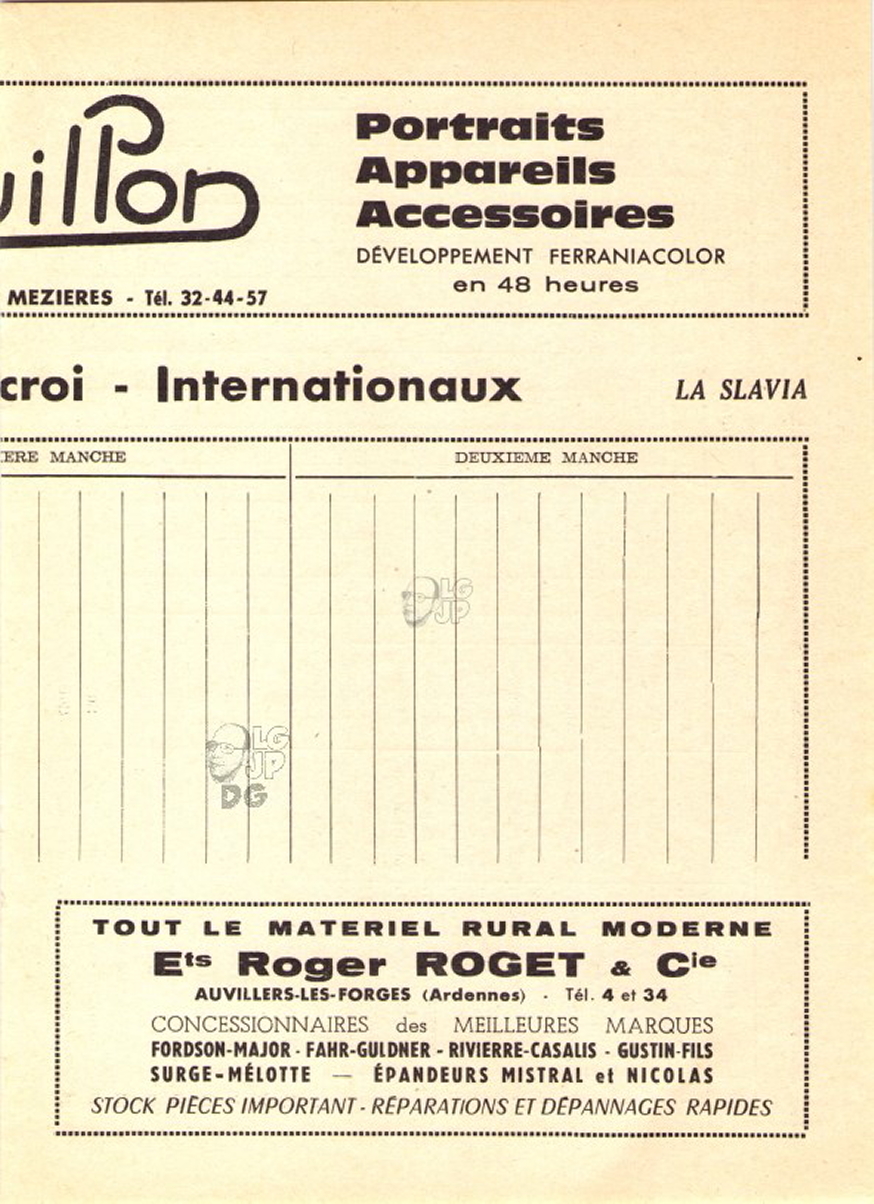 Portraits
Appareils
Accessoires
DÉVELOPPEMENT FERRANIACOLOR
en 48 heures
MEZIERES - Tél. 32-44-57
croi - Internationaux LA SLAVIA
ERE MANCHE DEUXIEME MANCHE
LG
JP
LG
JP
DG
TOUT LE MATERIEL RURAL MODERNE
Ets Roger ROGET & Cie
AUVILLERS-LES-FORGES (Ardennes) - Tél. 4 et 34
CONCESSIONNAIRES des MEILLEURES MARQUES
FORDSON-MAJOR - FAHR-GULDNER - RIVIERRE-CASALIS - GUSTIN-FILS
SURGE-MÉLOTTE — ÉPANDEURS MISTRAL et NICOLAS
STOCK PIÈCES IMPORTANT - RÉPARATIONS ET DÉPANNAGES RAPIDES